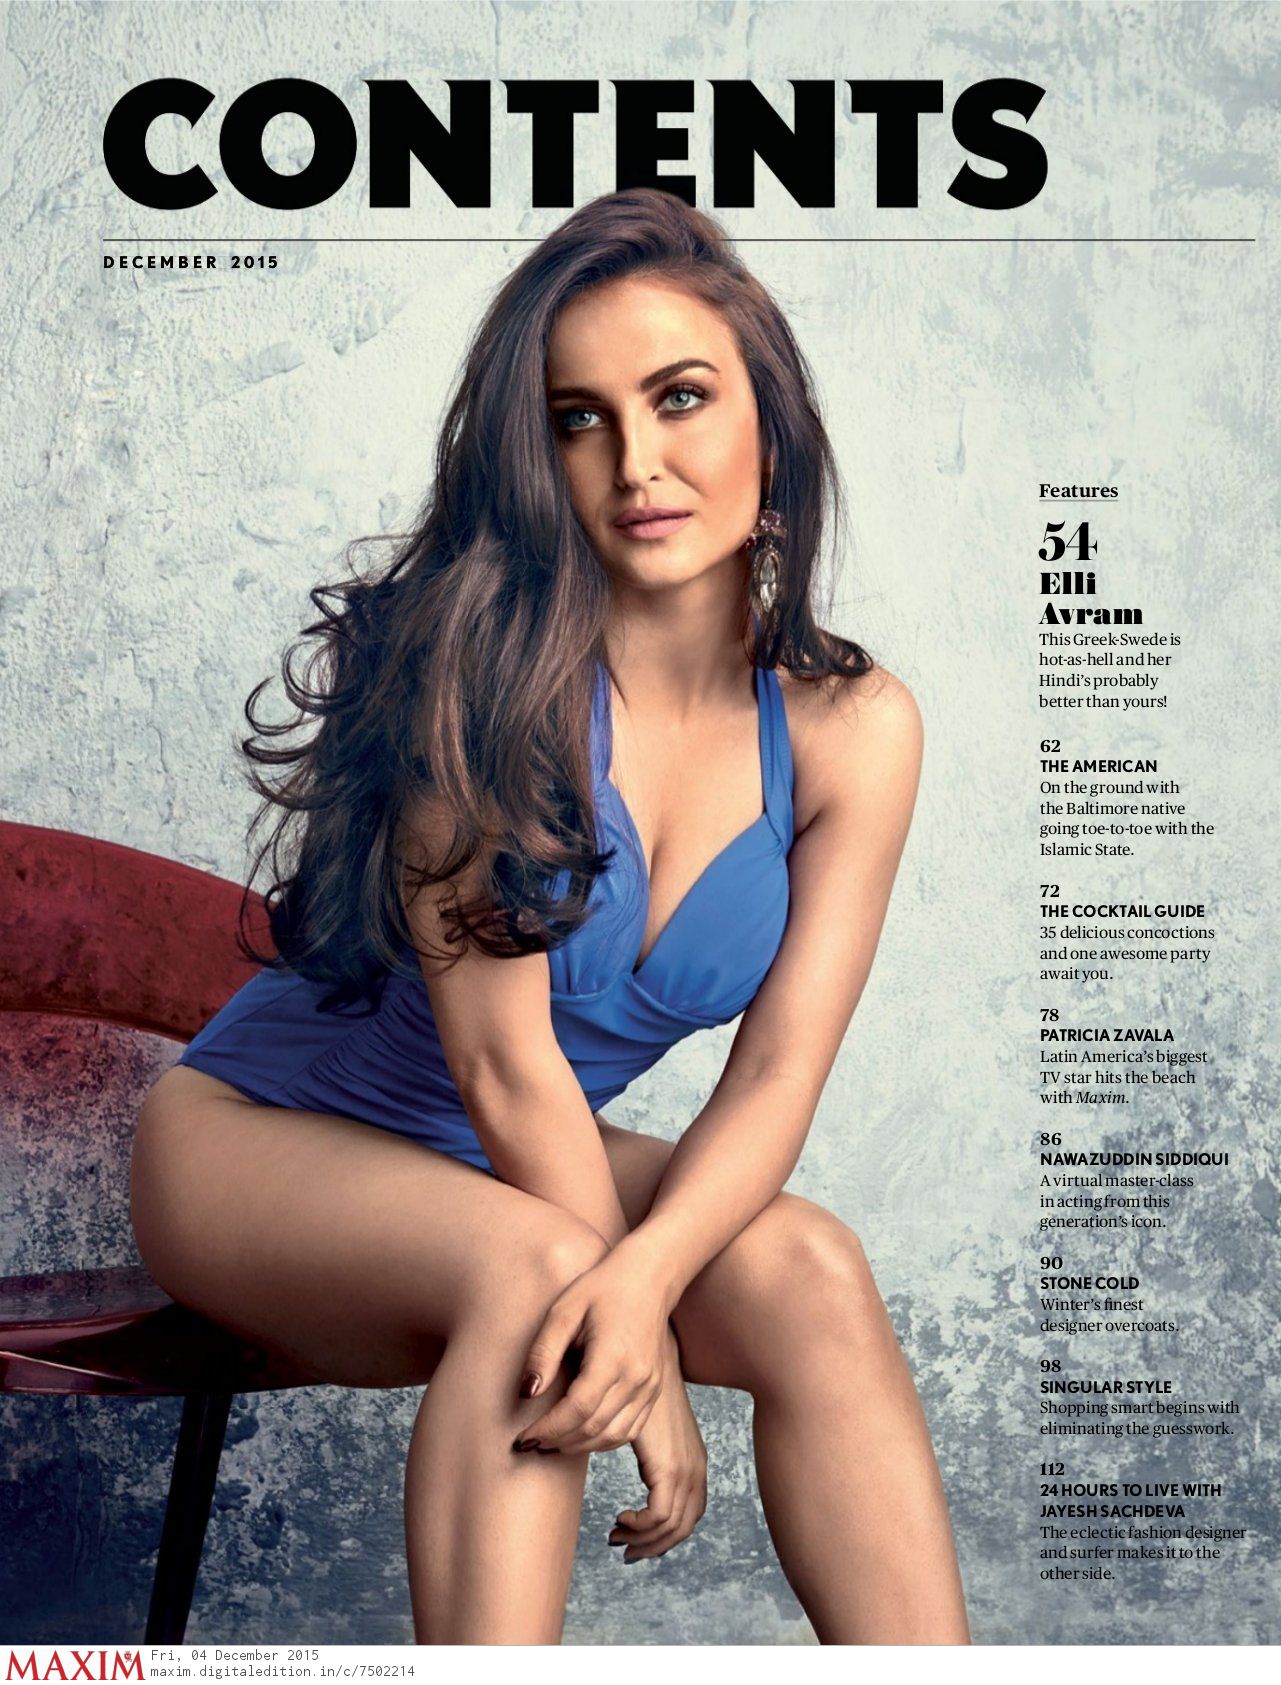 CONTENTS
DECEMBER 2015
Features
54
Elli
Avram
This Greek-Swede is
hot-as-hell and her
Hindi's probably
better than yours!
62
THE AMERICAN
On the ground with
the Baltimore native
going toe-to-toe with the
Islamic State.
72
THE COCKTAIL GUIDE
35 delicious concoctions
and one awesome party
await you.
78
PATRICIA ZAVALA
Latin America's biggest
TV star hits the beach
with Maxim.
86
NAWAZUDDIN SIDDIQUI
A virtual master-class
in acting from this
generation's icon.
90
STONE COLD
Winter's finest
designer overcoats.
98
SINGULAR STYLE
Shopping smart begins with
eliminating the guesswork.
112
24 HOURS TO LIVE WITH
JAYESH SACHDEVA
The eclectic fashion designer
and surfer makes it to the
other side.
MAXIM
Fri, 04 December 2015
maxim.digitaledition.in/c/7502214